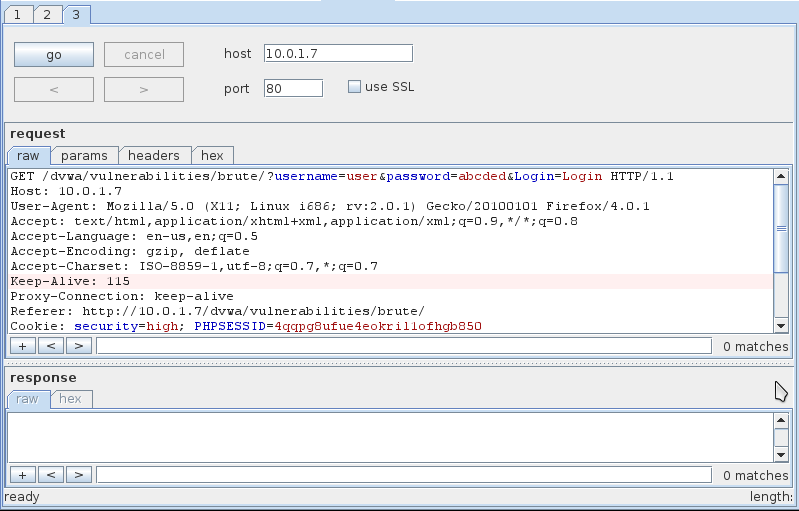 1 2 3
go cancel host 10.0.1.7
< > port 80 use SSL
request
raw params headers hex
GET /dvwa/vulnerabilities/brute/?username=user&password=abcded&Login=Login HTTP/1.1
Host: 10.0.1.7
User-Agent: Mozilla/5.0 (X11; Linux i686; rv:2.0.1) Gecko/20100101 Firefox/4.0.1
Accept: text/html,application/xhtml+xml,application/xml;q=0.9,*/*;q=0.8
Accept-Language: en-us,en;q=0.5
Accept-Encoding: gzip, deflate
Accept-Charset: ISO-8859-1,utf-8;q=0.7,*;q=0.7
Keep-Alive: 115
Proxy-Connection: keep-alive
Referer: http://10.0.1.7/dvwa/vulnerabilities/brute/
Cookie: security=high; PHPSESSID=4qqpg8ufue4eokril1ofhgb850
+ < > 0 matches
response
raw hex
+ < > 0 matches
ready length: